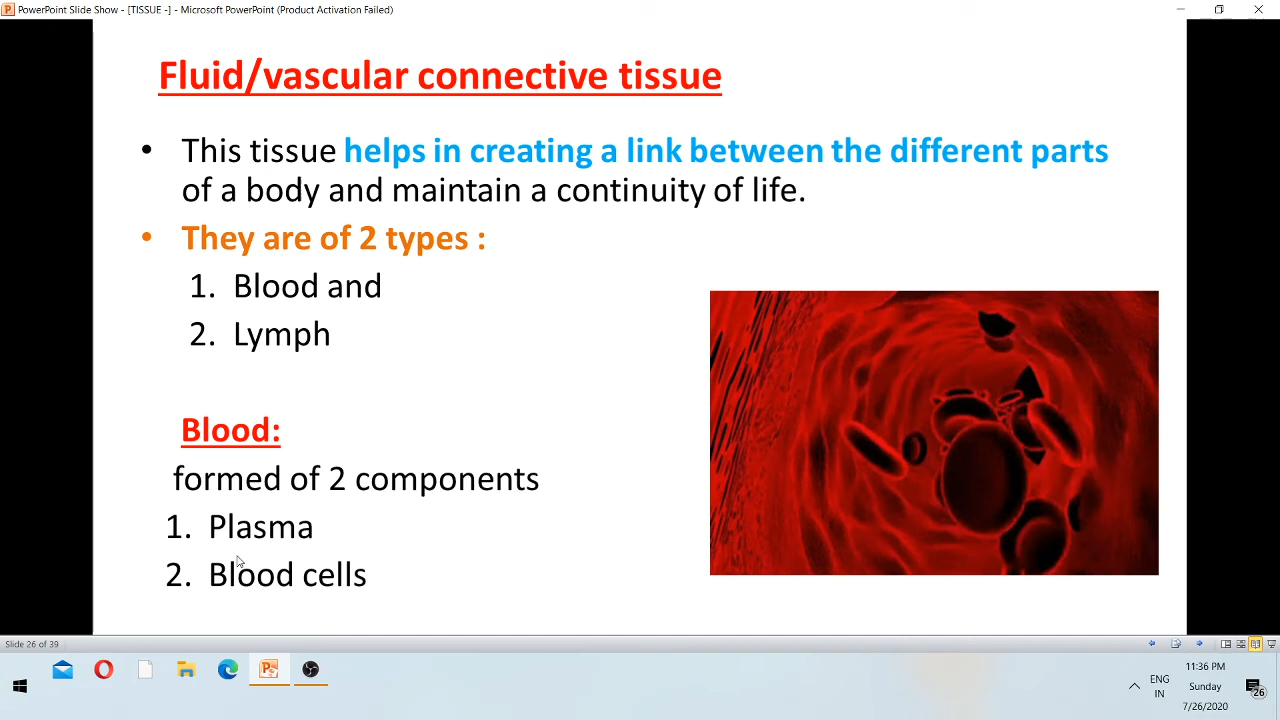 PowerPoint Slide Show - [TISSUE -] - Microsoft PowerPoint (Product Activation Failed)
Fluid/vascular connective tissue
• This tissue helps in creating a link between the different parts
of a body and maintain a continuity of life.
• They are of 2 types :
1. Blood and
2. Lymph
Blood:
formed of 2 components
1. Plasma
2. Blood cells
Slide 26 of 39
11:36 PM
ENG
IN
Sunday
7/26/2020
26